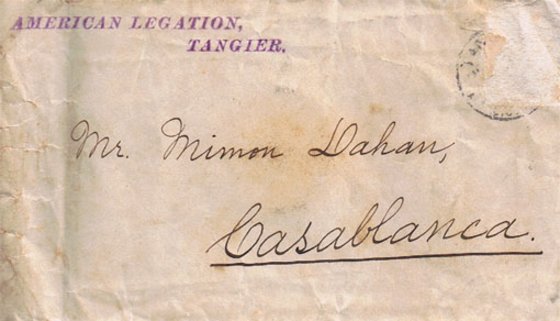 AMERICAN LEGATION,
TANGIER.
Mr. Mimon Dahan,
Casablanca.